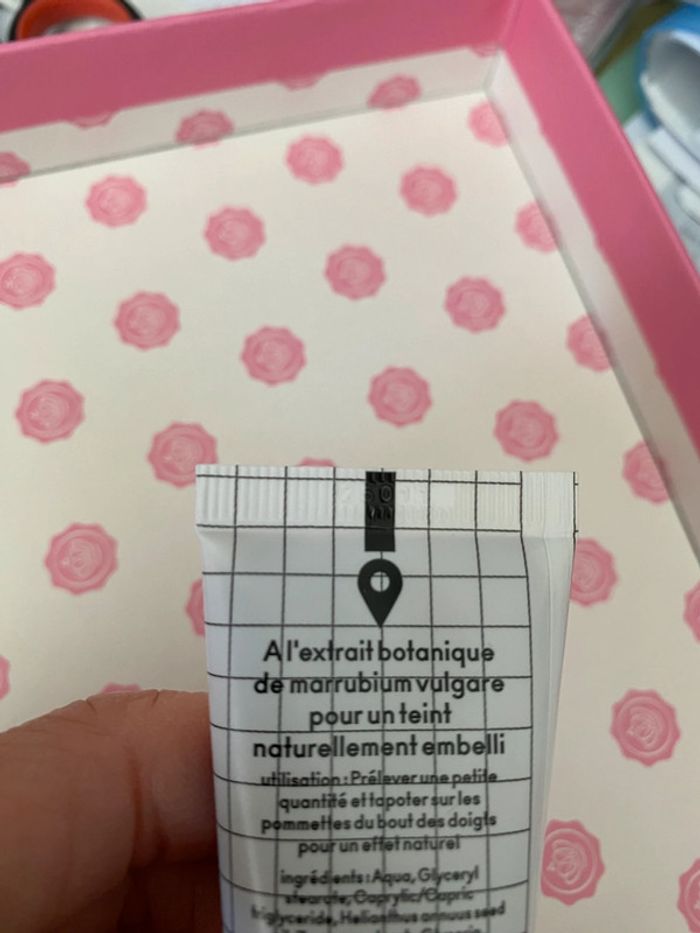 A l'extrait botanique
de marrubium vulgare
pour un teint
naturellement embelli
utilisation : Prélever une petite
quantité et tapoter sur les
pommettes du bout des doigts
pour un effet naturel
ingrédients : Aqua, Glyceryl
stearate, Caprylic/Capric
triglyceride, Helianthus annuus seed